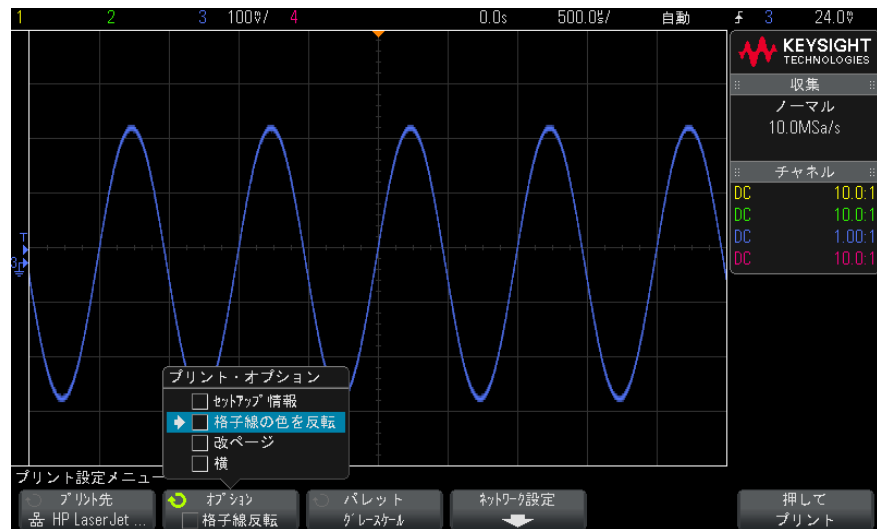 1 2 3 100㎷/ 4 0.0s 500.0㎲/ 自動 3 24.0㎷
KEYSIGHT
TECHNOLOGIES
収集
ノーマル
10.0MSa/s
チャネル
DC 10.0:1
DC 10.0:1
DC 1.00:1
DC 10.0:1
T
3
プリント・オプション
ｾｯﾄｱｯﾌﾟ情報
格子線の色を反転
改ページ
横
プリント設定メニュー
ﾌﾟﾘﾝﾄ先
HP LaserJet ...
ｵﾌﾟｼｮﾝ
格子線反転
パレット
ｸﾞﾚｰｽｹｰﾙ
ﾈｯﾄﾜｰｸ設定
押して
プリント